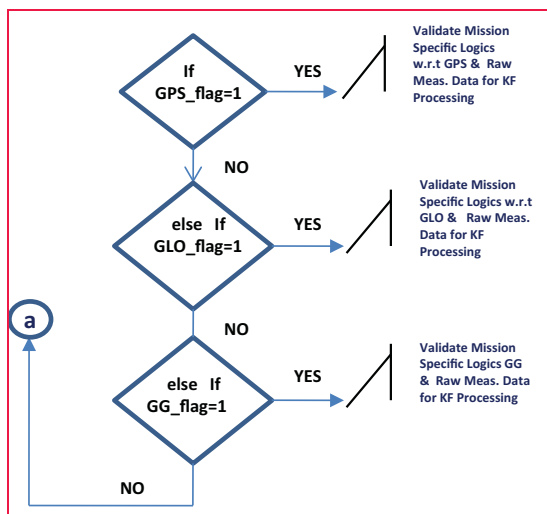 If
GPS_flag=1
YES
Validate Mission
Specific Logics
w.r.t GPS & Raw
Meas. Data for KF
Processing
NO
else If
GLO_flag=1
YES
Validate Mission
Specific Logics w.r.t
GLO & Raw Meas.
Data for KF
Processing
a
NO
else If
GG_flag=1
YES
Validate Mission
Specific Logics GG
& Raw Meas. Data
for KF Processing
NO